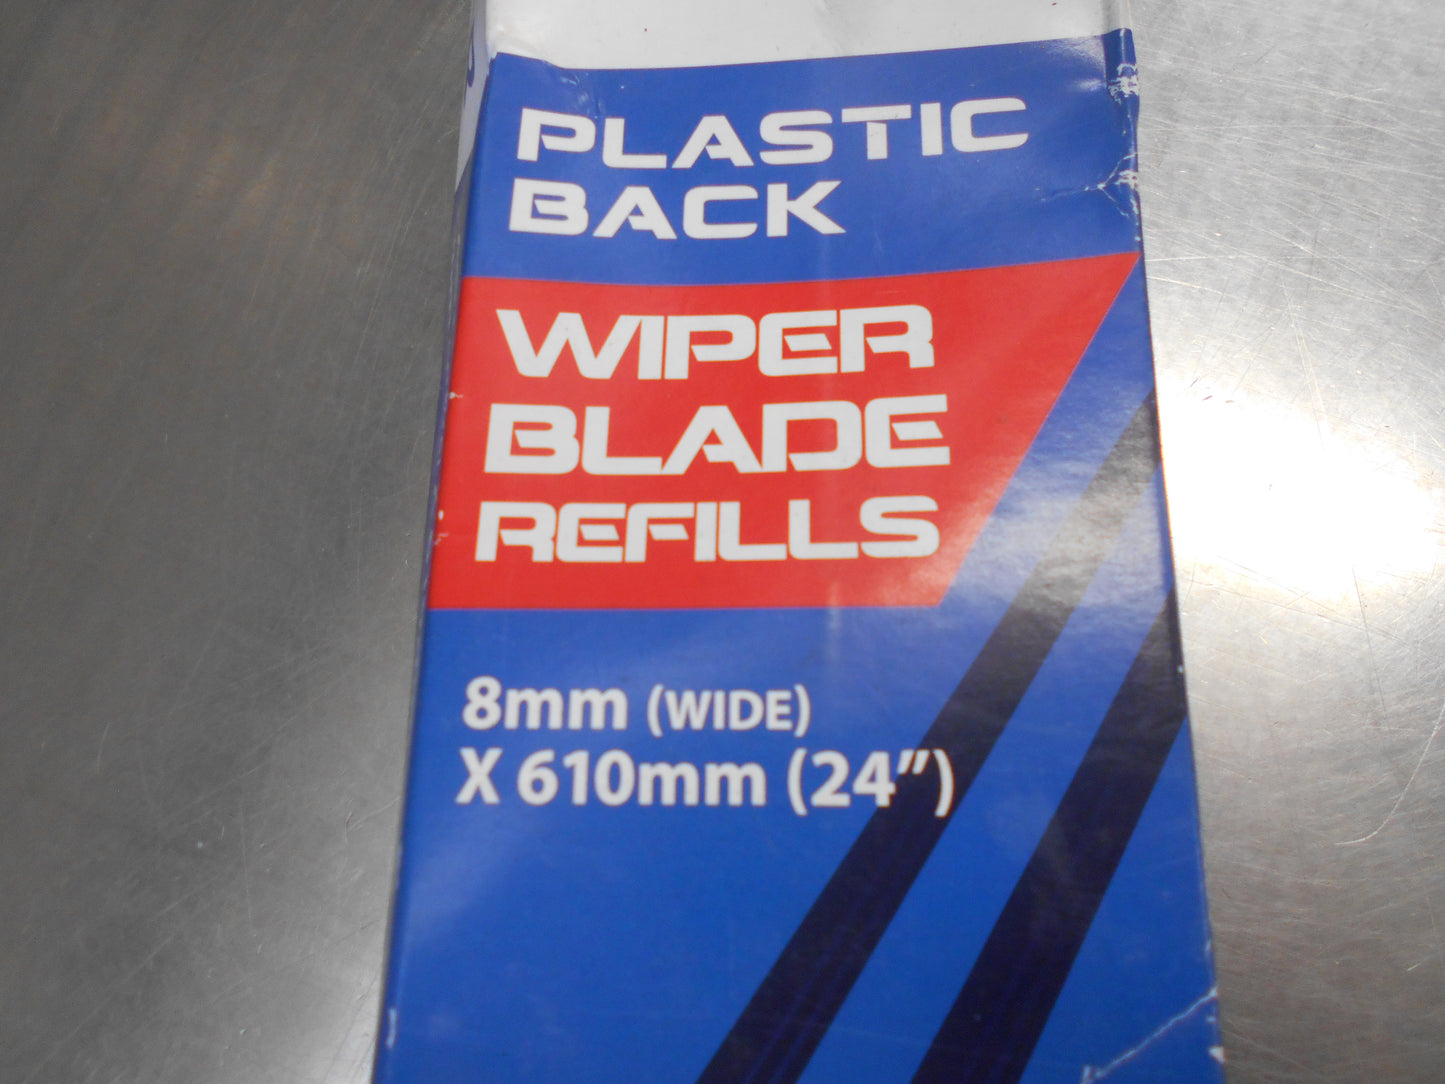 PLASTIC
BACK
WIPER
BLADE
REFILLS
8mm (WIDE)
X 610mm (24")